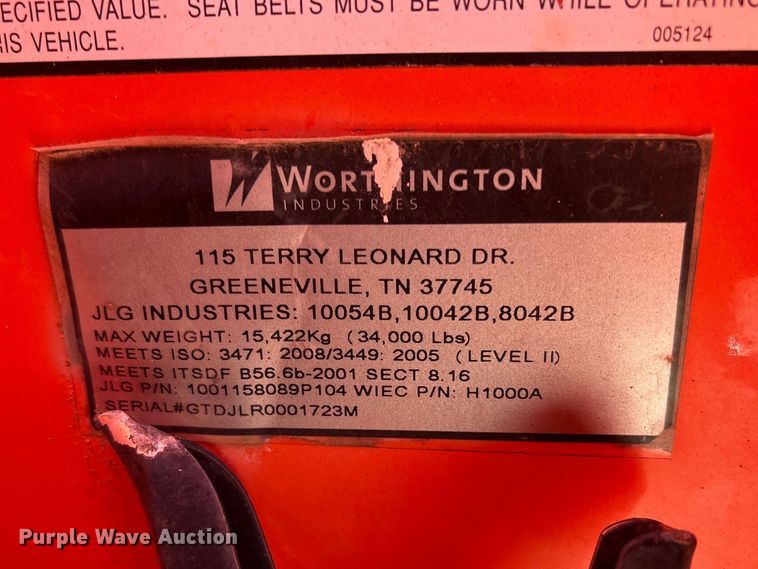 ECIFIED VALUE. SEAT BELTS MUST BE WORN WHILE OPERATING
HIS VEHICLE.
005124
WORTHINGTON
INDUSTRIES
115 TERRY LEONARD DR.
GREENEVILLE, TN 37745
JLG INDUSTRIES: 10054B,10042B,8042B
MAX WEIGHT: 15,422Kg (34,000 Lbs)
MEETS ISO: 3471: 2008/3449: 2005 (LEVEL II)
MEETS ITSDF B56.6b-2001 SECT 8.16
JLG P/N: 1001158089P104 WIEC P/N: H1000A
SERIAL#GTDJLR0001723M
Purple Wave Auction